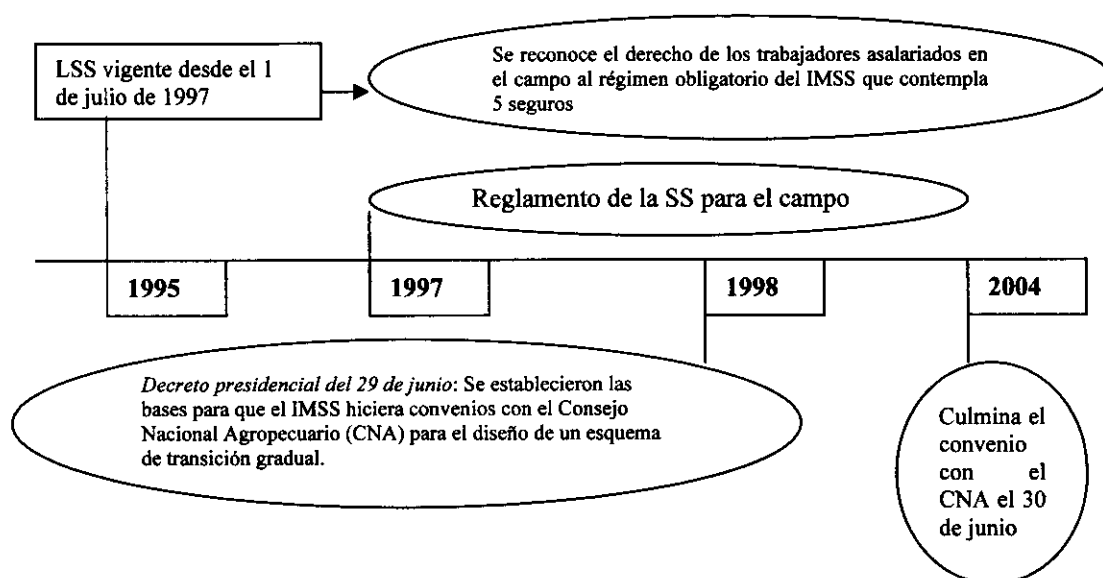 LSS vigente desde el 1
de julio de 1997
Se reconoce el derecho de los trabajadores asalariados en
el campo al régimen obligatorio del IMSS que contempla
5 seguros
Reglamento de la SS para el campo
1995
1997
1998
2004
Decreto presidencial del 29 de junio: Se establecieron las
bases para que el IMSS hiciera convenios con el Consejo
Nacional Agropecuario (CNA) para el diseño de un esquema
de transición gradual.
Culmina el
convenio
con el
CNA el 30
de junio